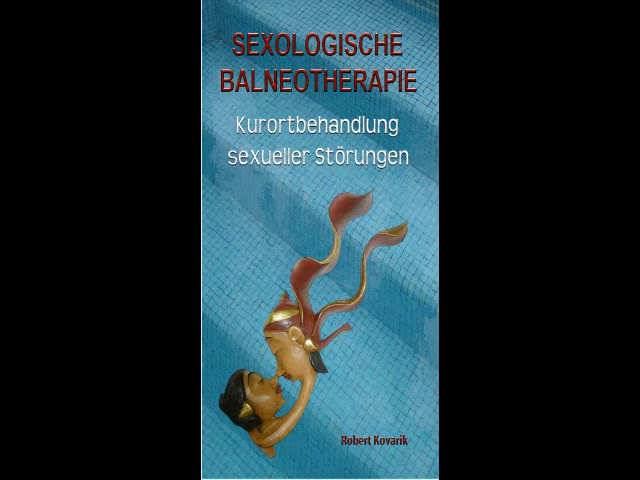 SEXOLOGISCHE
BALNEOTHERAPIE
Kurortbehandlung
sexueller Störungen
Robert Kovarik